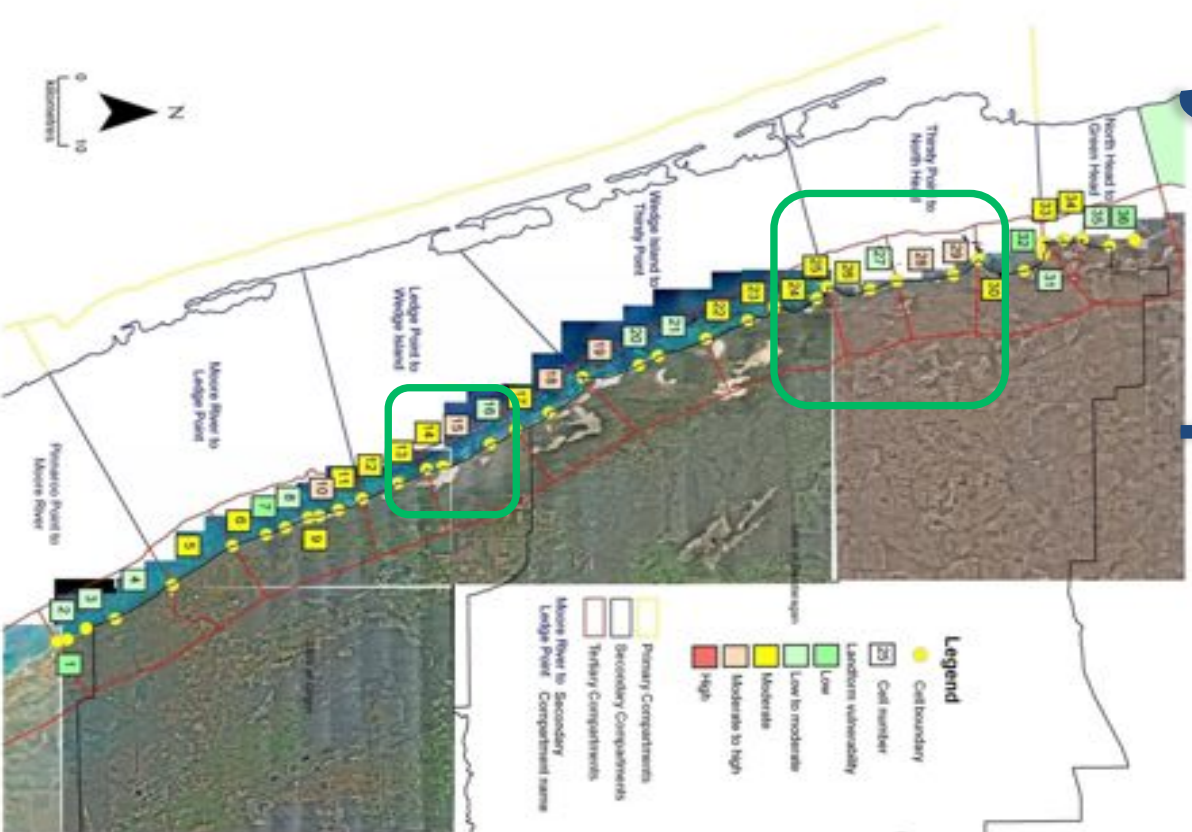 N
0 10
kilometres
North Head to
Green Head
Thirsty Point to
North Head
Wedge Island to
Thirsty Point
Ledge Point to
Wedge Island
Moore River to
Ledge Point
Pinnaroo Point to
Moore River
36
35
34
33
32
31
30
29
28
27
26
25
24
23
22
21
20
19
18
17
16
15
14
13
12
11
10
9
8
7
6
5
4
3
2
1
Legend
Cell boundary
25 Cell number
Landform vulnerability
Low
Low to moderate
Moderate
Moderate to high
High
Primary Compartments
Secondary Compartments
Tertiary Compartments
Moore River to Secondary
Ledge Point Compartment name